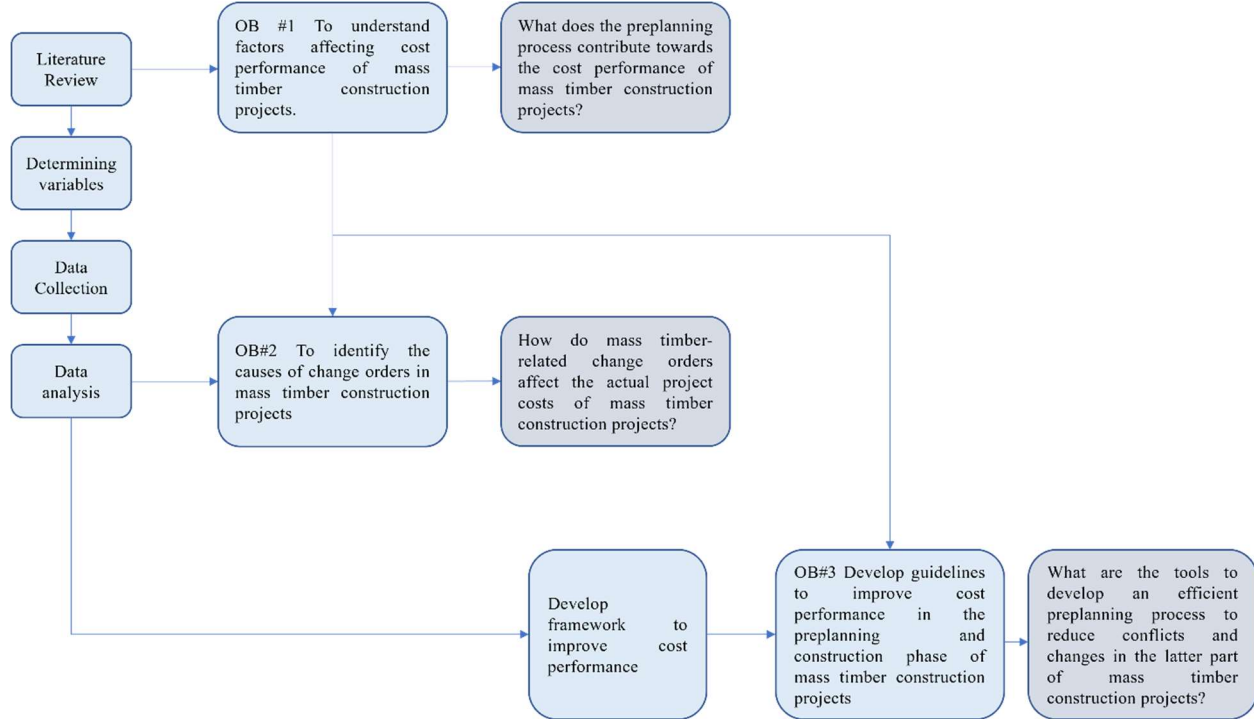 Literature
Review
OB #1 To understand
factors affecting cost
performance of mass
timber construction
projects.
What does the preplanning
process contribute towards
the cost performance of
mass timber construction
projects?
Determining
variables
Data
Collection
Data
analysis
OB#2 To identify the
causes of change orders in
mass timber construction
projects
How do mass timber-
related change orders
affect the actual project
costs of mass timber
construction projects?
Develop
framework to
improve cost
performance
OB#3 Develop guidelines
to improve cost
performance in the
preplanning and
construction phase of
mass timber construction
projects
What are the tools to
develop an efficient
preplanning process to
reduce conflicts and
changes in the latter part
of mass timber
construction projects?